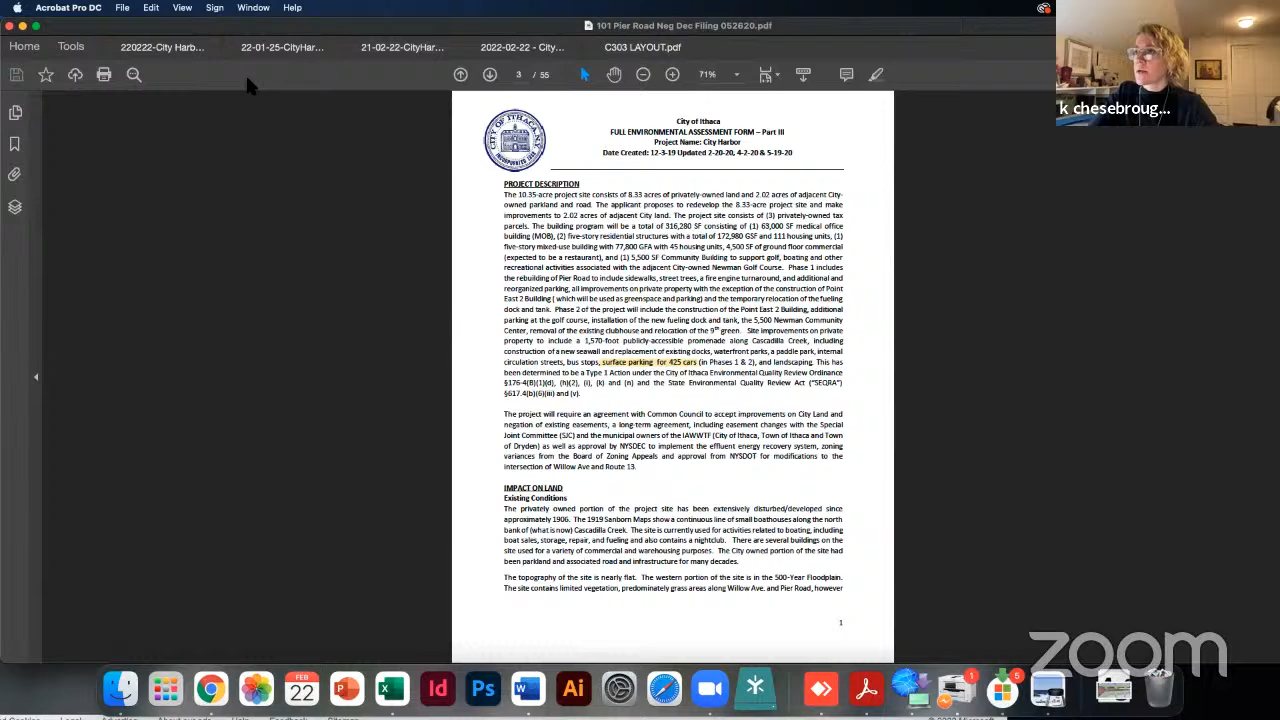 Acrobat Pro DC File Edit View Sign Window Help
101 Pier Road Neg Dec Filing 052620.pdf
Home Tools 220222-City Harb... 22-01-25-CityHar... 21-02-22-CityHar... 2022-02-22 - City... C303 LAYOUT.pdf
3 / 55 71%
k chesebroug...
CITY OF ITHACA, N.Y.
City of Ithaca
FULL ENVIRONMENTAL ASSESSMENT FORM – Part III
Project Name: City Harbor
Date Created: 12-3-19 Updated 2-20-20, 4-2-20 & 5-19-20
PROJECT DESCRIPTION
The 10.35-acre project site consists of 8.33 acres of privately-owned land and 2.02 acres of adjacent City-
owned parkland and road. The applicant proposes to redevelop the 8.33-acre project site and make
improvements to 2.02 acres of adjacent City land. The project site consists of (3) privately-owned tax
parcels. The building program will be a total of 316,280 SF consisting of (1) 63,000 SF medical office
building (MOB), (2) five-story residential structures with a total of 172,980 GSF and 111 housing units, (1)
five-story mixed-use building with 77,800 GFA with 45 housing units, 4,500 SF of ground floor commercial
(expected to be a restaurant), and (1) 5,500 SF Community Building to support golf, boating and other
recreational activities associated with the adjacent City-owned Newman Golf Course. Phase 1 includes
the rebuilding of Pier Road to include sidewalks, street trees, a fire engine turnaround, and additional and
reorganized parking, all improvements on private property with the exception of the construction of Point
East 2 Building ( which will be used as greenspace and parking) and the temporary relocation of the fueling
dock and tank. Phase 2 of the project will include the construction of the Point East 2 Building, additional
parking at the golf course, installation of the new fueling dock and tank, the 5,500 Newman Community
Center, removal of the existing clubhouse and relocation of the 9th green. Site improvements on private
property to include a 1,570-foot publicly-accessible promenade along Cascadilla Creek, including
construction of a new seawall and replacement of existing docks, waterfront parks, a paddle park, internal
circulation streets, bus stops, surface parking for 425 cars (in Phases 1 & 2), and landscaping. This has
been determined to be a Type 1 Action under the City of Ithaca Environmental Quality Review Ordinance
§176-4(B)(1)(d), (h)(2), (i), (k) and (n) and the State Environmental Quality Review Act ("SEQRA")
§617.4(b)(6)(iii) and (v).
The project will require an agreement with Common Council to accept improvements on City Land and
negation of existing easements, a long-term agreement, including easement changes with the Special
Joint Committee (SJC) and the municipal owners of the IAWWTF (City of Ithaca, Town of Ithaca and Town
of Dryden) as well as approval by NYSDEC to implement the effluent energy recovery system, zoning
variances from the Board of Zoning Appeals and approval from NYSDOT for modifications to the
intersection of Willow Ave and Route 13.
IMPACT ON LAND
Existing Conditions
The privately owned portion of the project site has been extensively disturbed/developed since
approximately 1906. The 1919 Sanborn Maps show a continuous line of small boathouses along the north
bank of (what is now) Cascadilla Creek. The site is currently used for activities related to boating, including
boat sales, storage, repair, and fueling and also contains a nightclub. There are several buildings on the
site used for a variety of commercial and warehousing purposes. The City owned portion of the site had
been parkland and associated road and infrastructure for many decades.
The topography of the site is nearly flat. The western portion of the site is in the 500-Year Floodplain.
The site contains limited vegetation, predominately grass areas along Willow Ave. and Pier Road, however
1
zoom
FEB
22
P X Id Ps W Ai
1 5